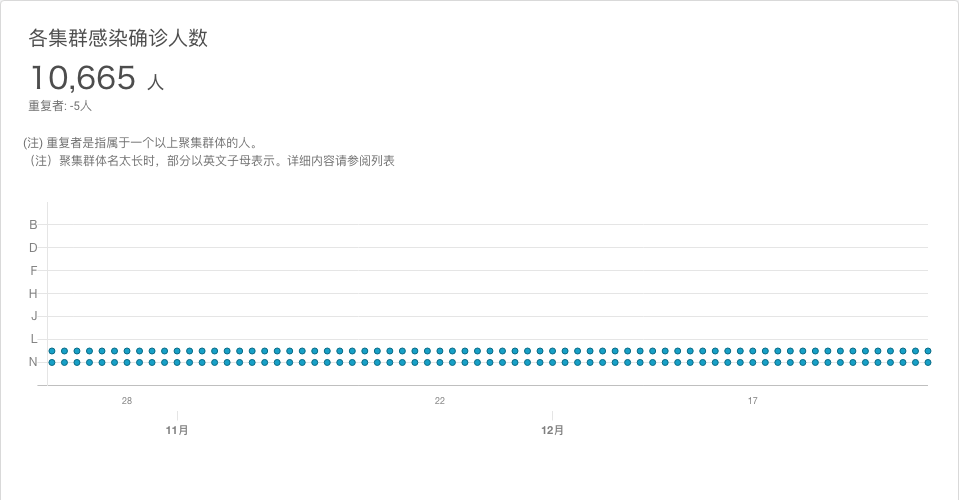 各集群感染确诊人数
10,665 人
重复者: -5人
(注) 重复者是指属于一个以上聚集群体的人。
（注）聚集群体名太长时，部分以英文子母表示。详细内容请参阅列表
B
D
F
H
J
L
N
28 22 17
11月 12月